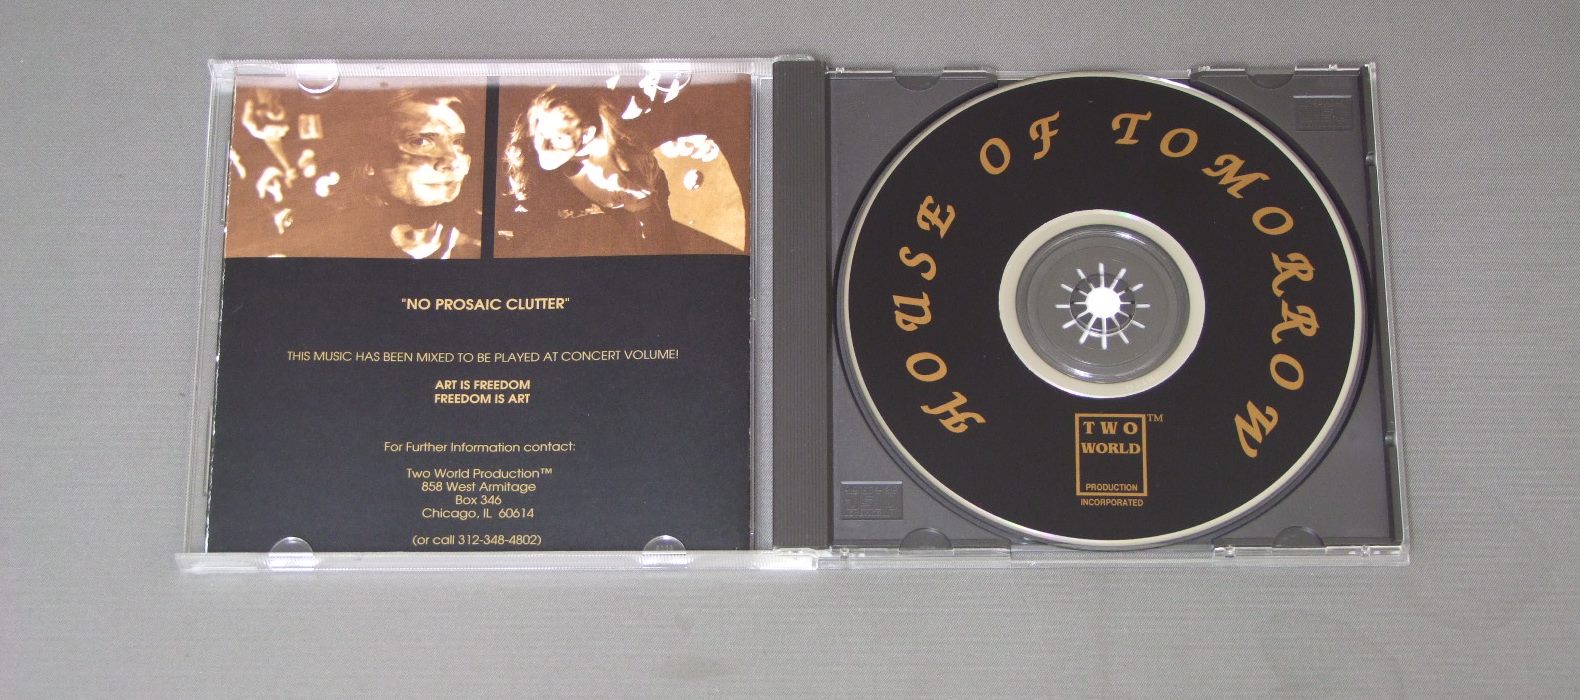 "NO PROSAIC CLUTTER"
THIS MUSIC HAS BEEN MIXED TO BE PLAYED AT CONCERT VOLUME!
ART IS FREEDOM
FREEDOM IS ART
For Further Information contact:
Two World Production™
858 West Armitage
Box 346
Chicago, IL 60614
(or call 312-348-4802)
HOUSE OF TOMORROW
TWO TM
WORLD
PRODUCTION
INCORPORATED